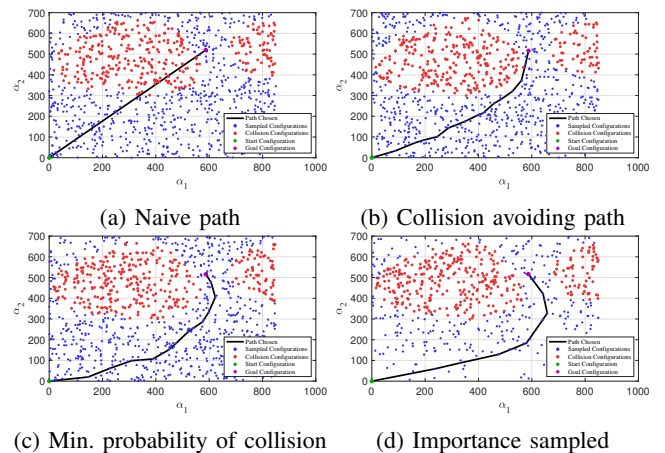 700
600
500
400
300
200
100
0
α2
Path Chosen
Sampled Configurations
Collision Configurations
Start Configuration
Goal Configuration
0 200 400 600 800 1000
α1
(a) Naive path
700
600
500
400
300
200
100
0
α2
Path Chosen
Sampled Configurations
Collision Configurations
Start Configuration
Goal Configuration
0 200 400 600 800 1000
α1
(b) Collision avoiding path
700
600
500
400
300
200
100
0
α2
Path Chosen
Sampled Configurations
Collision Configurations
Start Configuration
Goal Configuration
0 200 400 600 800 1000
α1
(c) Min. probability of collision
700
600
500
400
300
200
100
0
α2
Path Chosen
Sampled Configurations
Collision Configurations
Start Configuration
Goal Configuration
0 200 400 600 800 1000
α1
(d) Importance sampled